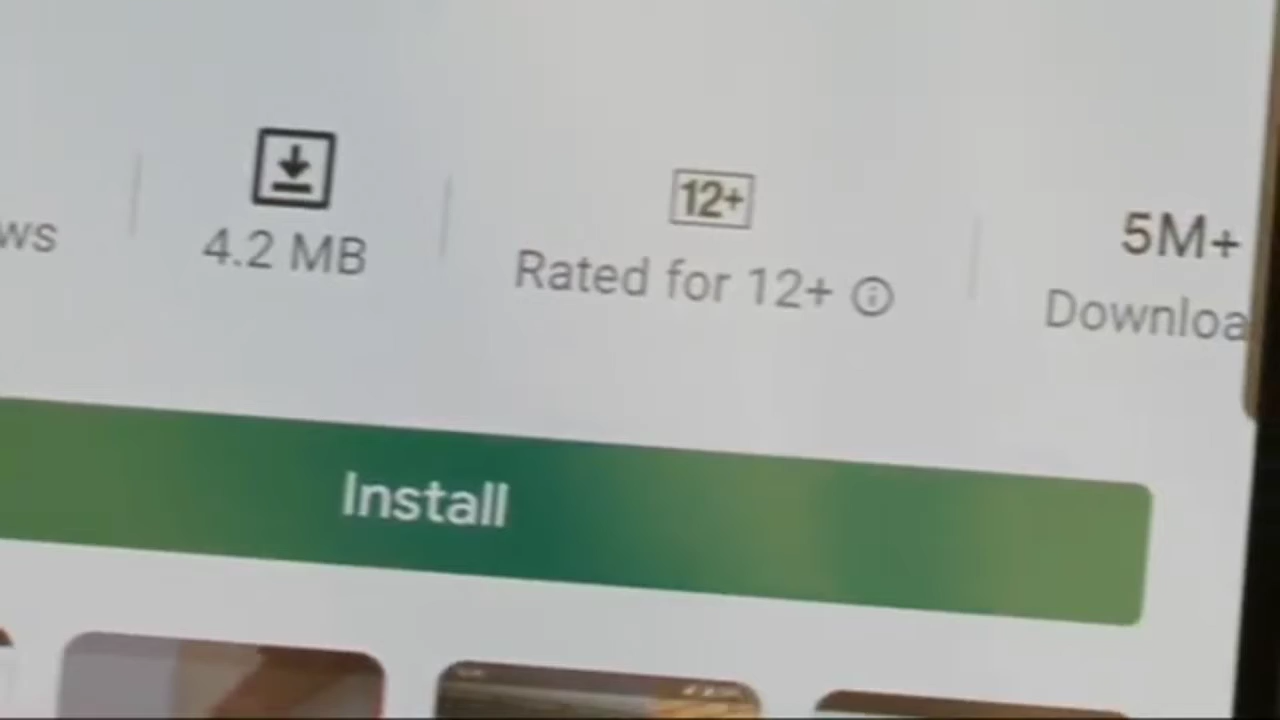 12+
5M+
ws
4.2 MB
Rated for 12+
Downloa
Install